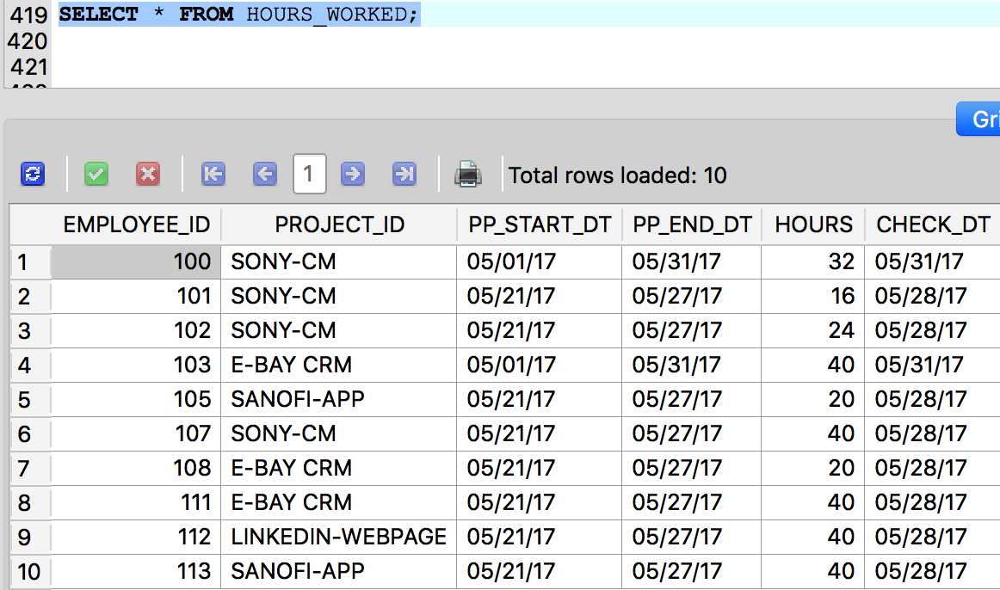 419 SELECT * FROM HOURS_WORKED;
420
421
Total rows loaded: 10
1
EMPLOYEE_ID PROJECT_ID PP_START_DT PP_END_DT HOURS CHECK_DT
1 100 SONY-CM 05/01/17 05/31/17 32 05/31/17
2 101 SONY-CM 05/21/17 05/27/17 16 05/28/17
3 102 SONY-CM 05/21/17 05/27/17 24 05/28/17
4 103 E-BAY CRM 05/01/17 05/31/17 40 05/31/17
5 105 SANOFI-APP 05/21/17 05/27/17 20 05/28/17
6 107 SONY-CM 05/21/17 05/27/17 40 05/28/17
7 108 E-BAY CRM 05/21/17 05/27/17 20 05/28/17
8 111 E-BAY CRM 05/21/17 05/27/17 40 05/28/17
9 112 LINKEDIN-WEBPAGE 05/21/17 05/27/17 40 05/28/17
10 113 SANOFI-APP 05/21/17 05/27/17 40 05/28/17